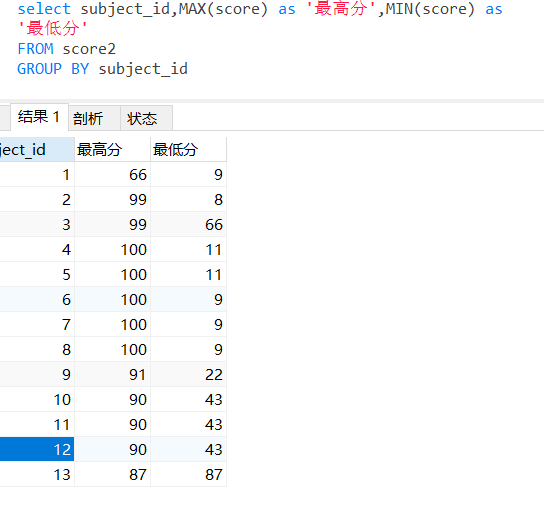 select subject_id,MAX(score) as '最高分',MIN(score) as
'最低分'
FROM score2
GROUP BY subject_id
结果 1 剖析 状态
ject_id 最高分 最低分
1 66 9
2 99 8
3 99 66
4 100 11
5 100 11
6 100 9
7 100 9
8 100 9
9 91 22
10 90 43
11 90 43
12 90 43
13 87 87